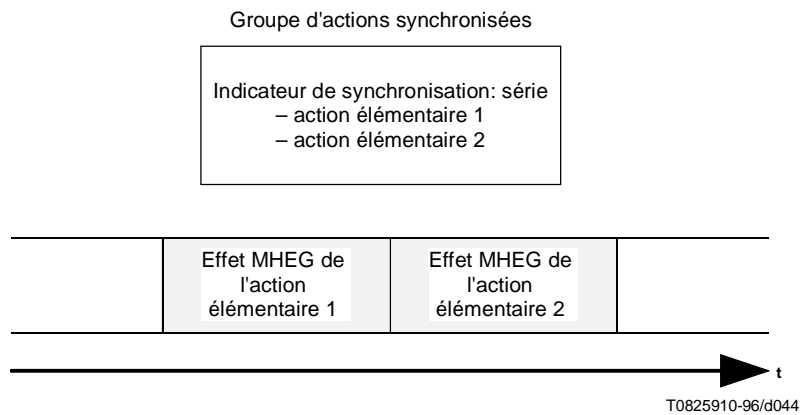 Groupe d'actions synchronisées
Indicateur de synchronisation: série
– action élémentaire 1
– action élémentaire 2
Effet MHEG de
l'action
élémentaire 1
Effet MHEG de
l'action
élémentaire 2
t
T0825910-96/d044